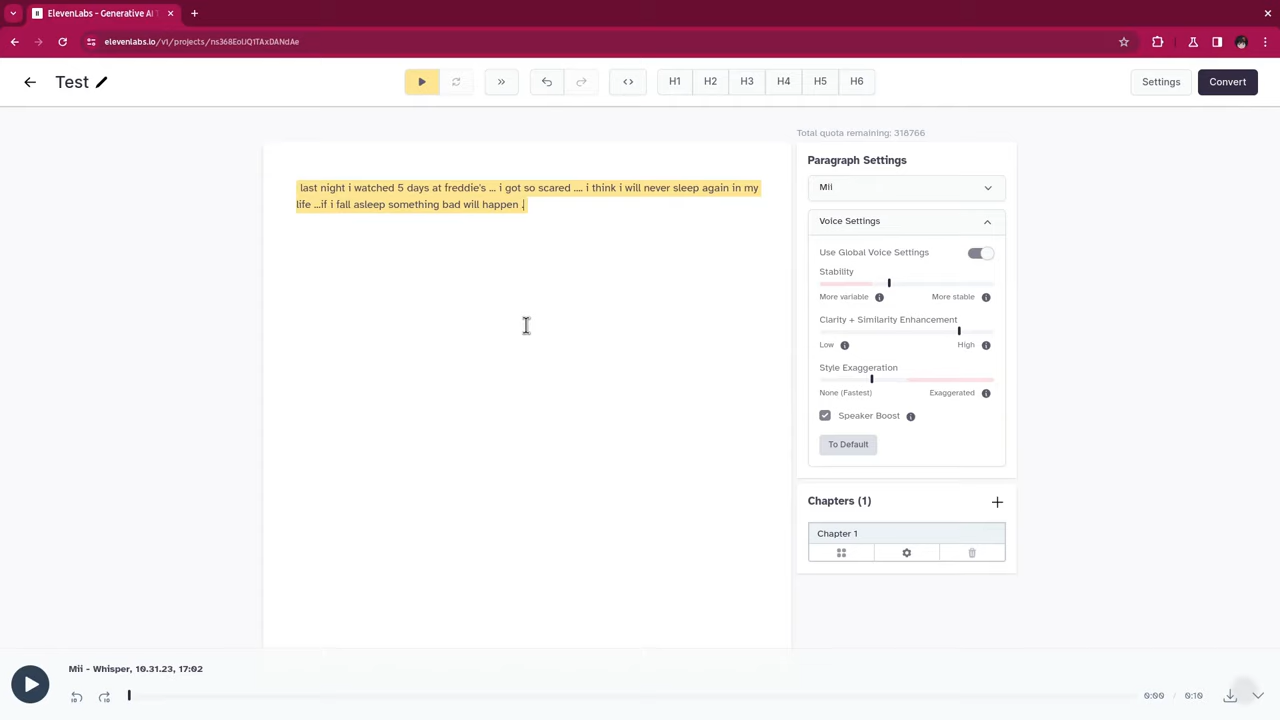 ElevenLabs - Generative AI T
elevenlabs.io/v1/projects/ns368EolJQ1TAxDANdAe
Test
H1 H2 H3 H4 H5 H6
Settings
Convert
Total quota remaining: 318766
last night i watched 5 days at freddie's ... i got so scared .... i think i will never sleep again in my
life ...if i fall asleep something bad will happen .
Paragraph Settings
Mii
Voice Settings
Use Global Voice Settings
Stability
More variable More stable
Clarity + Similarity Enhancement
Low High
Style Exaggeration
None (Fastest) Exaggerated
Speaker Boost
To Default
Chapters (1)
Chapter 1
Mii - Whisper, 10.31.23, 17:02
10 10
0:00 / 0:10